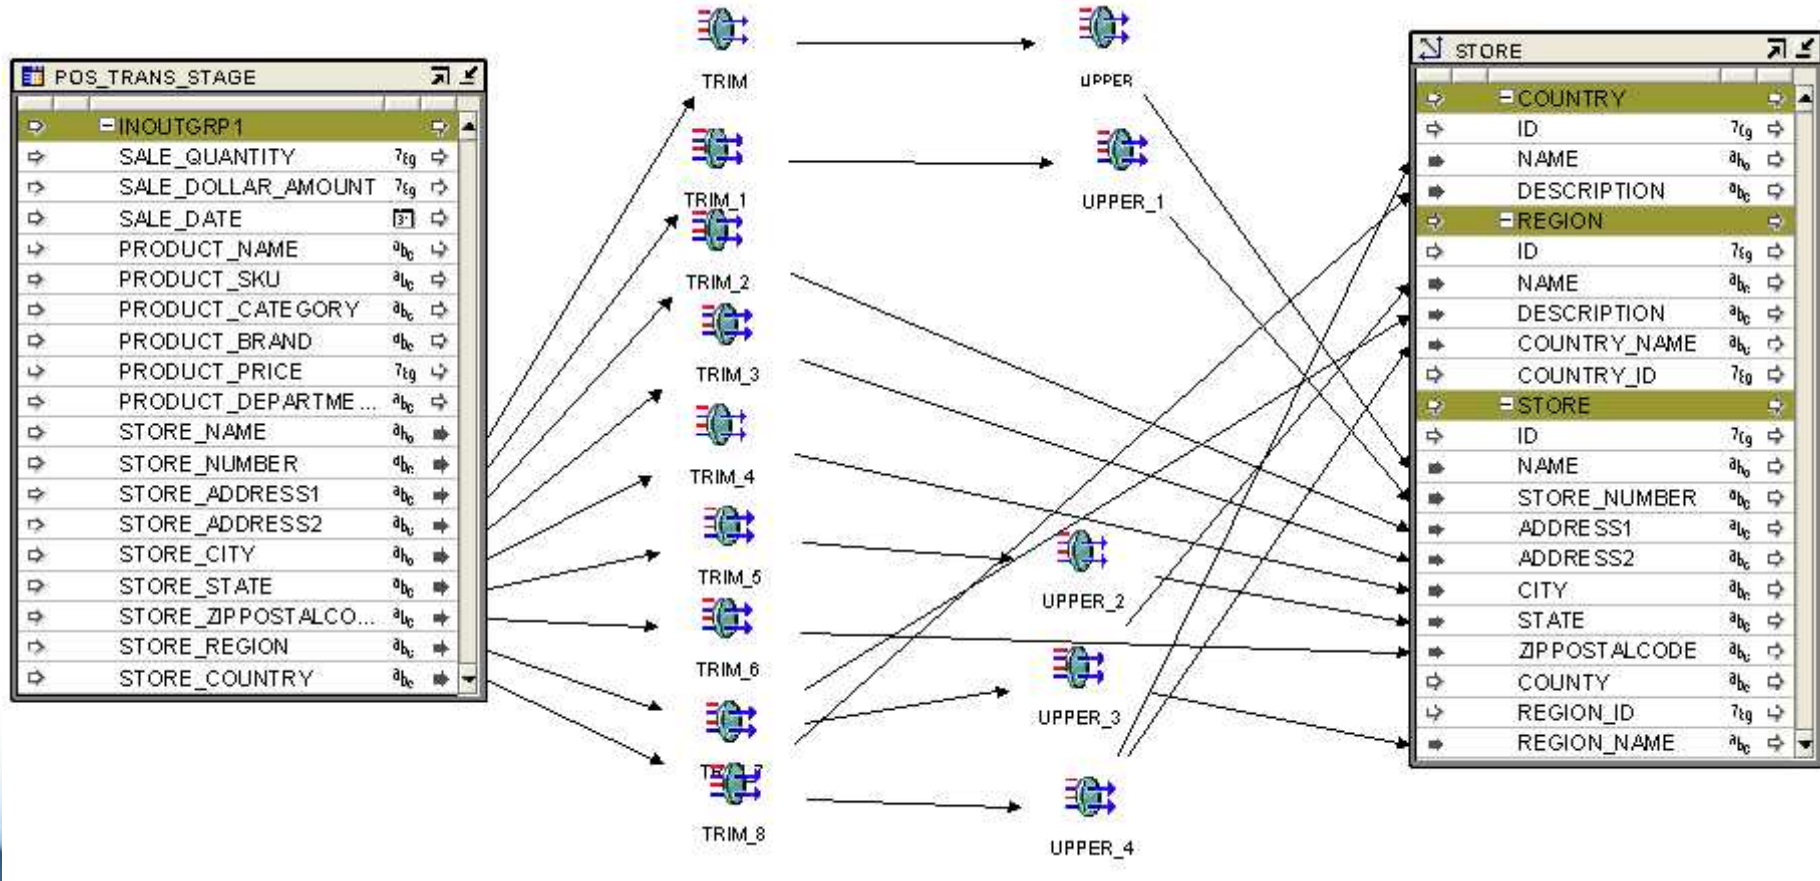 POS_TRANS_STAGE
INOUTGRP1
SALE_QUANTITY
SALE_DOLLAR_AMOUNT
SALE_DATE
PRODUCT_NAME
PRODUCT_SKU
PRODUCT_CATEGORY
PRODUCT_BRAND
PRODUCT_PRICE
PRODUCT_DEPARTME...
STORE_NAME
STORE_NUMBER
STORE_ADDRESS1
STORE_ADDRESS2
STORE_CITY
STORE_STATE
STORE_ZIPPOSTALCO...
STORE_REGION
STORE_COUNTRY
TRIM
TRIM_1
TRIM_2
TRIM_3
TRIM_4
TRIM_5
TRIM_6
TRIM_8
UPPER
UPPER_1
UPPER_2
UPPER_3
UPPER_4
STORE
COUNTRY
ID
NAME
DESCRIPTION
REGION
ID
NAME
DESCRIPTION
COUNTRY_NAME
COUNTRY_ID
STORE
ID
NAME
STORE_NUMBER
ADDRESS1
ADDRESS2
CITY
STATE
ZIPPOSTALCODE
COUNTY
REGION_ID
REGION_NAME